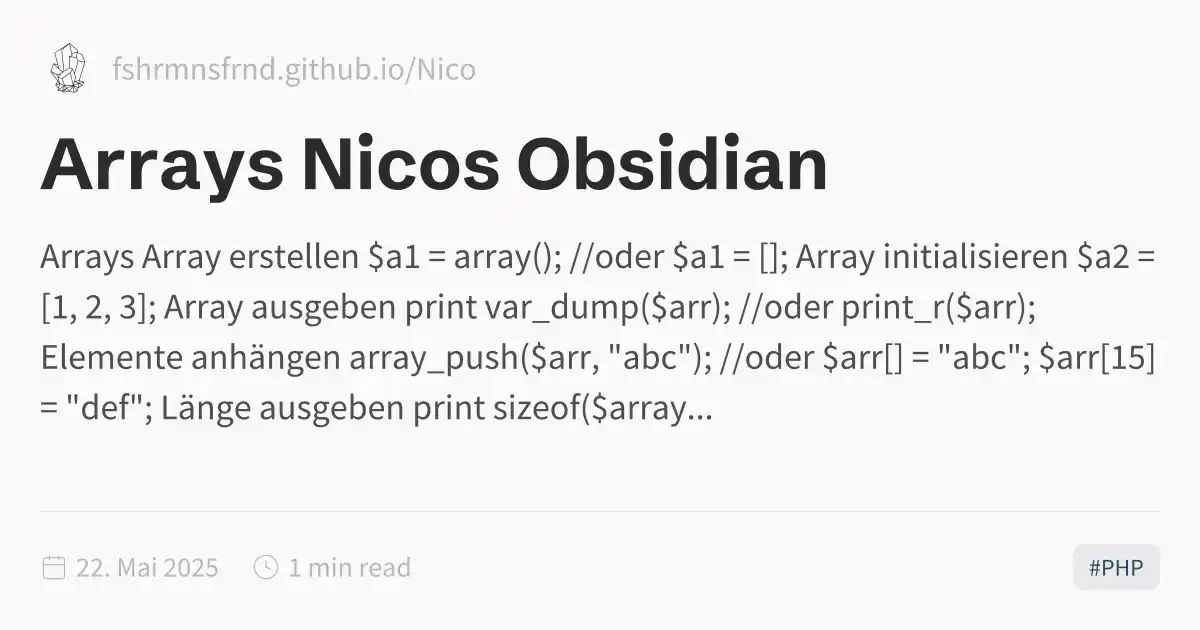 fshrmnsfrnd.github.io/Nico
Arrays Nicos Obsidian
Arrays Array erstellen $a1 = array(); //oder $a1 = []; Array initialisieren $a2 =
[1, 2, 3]; Array ausgeben print var_dump($arr); //oder print_r($arr);
Elemente anhängen array_push($arr, "abc"); //oder $arr[] = "abc"; $arr[15]
= "def"; Länge ausgeben print sizeof($array...
22. Mai 2025
1 min read
#PHP